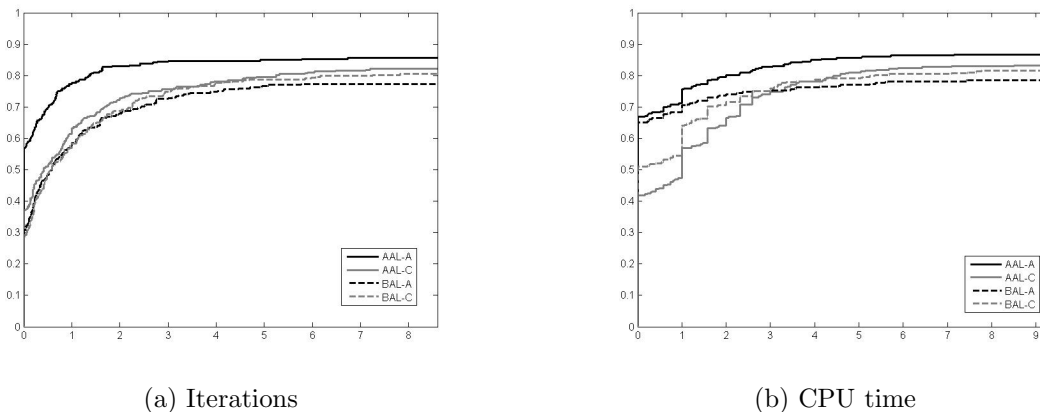 1
0.9
0.8
0.7
0.6
0.5
0.4
0.3
0.2
0.1
0
0 1 2 3 4 5 6 7 8
AAL-A
AAL-C
BAL-A
BAL-C
(a) Iterations
1
0.9
0.8
0.7
0.6
0.5
0.4
0.3
0.2
0.1
0
0 1 2 3 4 5 6 7 8 9
AAL-A
AAL-C
BAL-A
BAL-C
(b) CPU time